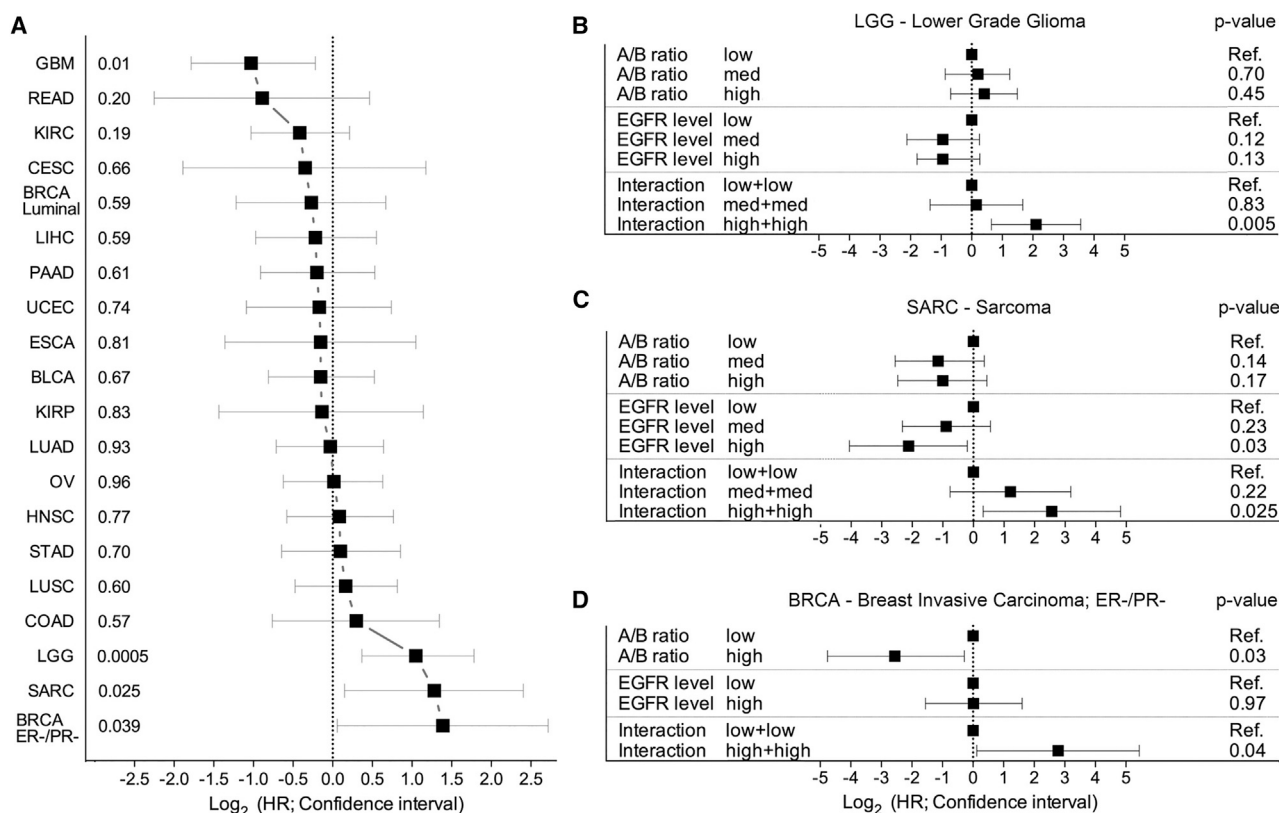 A
GBM 0.01
READ 0.20
KIRC 0.19
CESC 0.66
BRCA
Luminal 0.59
LIHC 0.59
PAAD 0.61
UCEC 0.74
ESCA 0.81
BLCA 0.67
KIRP 0.83
LUAD 0.93
OV 0.96
HNSC 0.77
STAD 0.70
LUSC 0.60
COAD 0.57
LGG 0.0005
SARC 0.025
BRCA
ER-/PR- 0.039
-2.5 -2.0 -1.5 -1.0 -0.5 0.0 0.5 1.0 1.5 2.0 2.5
Log2 (HR; Confidence interval)
B LGG - Lower Grade Glioma p-value
A/B ratio low Ref.
A/B ratio med 0.70
A/B ratio high 0.45
EGFR level low Ref.
EGFR level med 0.12
EGFR level high 0.13
Interaction low+low Ref.
Interaction med+med 0.83
Interaction high+high 0.005
-5 -4 -3 -2 -1 0 1 2 3 4 5
C SARC - Sarcoma p-value
A/B ratio low Ref.
A/B ratio med 0.14
A/B ratio high 0.17
EGFR level low Ref.
EGFR level med 0.23
EGFR level high 0.03
Interaction low+low Ref.
Interaction med+med 0.22
Interaction high+high 0.025
-5 -4 -3 -2 -1 0 1 2 3 4 5
D BRCA - Breast Invasive Carcinoma; ER-/PR- p-value
A/B ratio low Ref.
A/B ratio high 0.03
EGFR level low Ref.
EGFR level high 0.97
Interaction low+low Ref.
Interaction high+high 0.04
-5 -4 -3 -2 -1 0 1 2 3 4 5
Log2 (HR; Confidence interval)